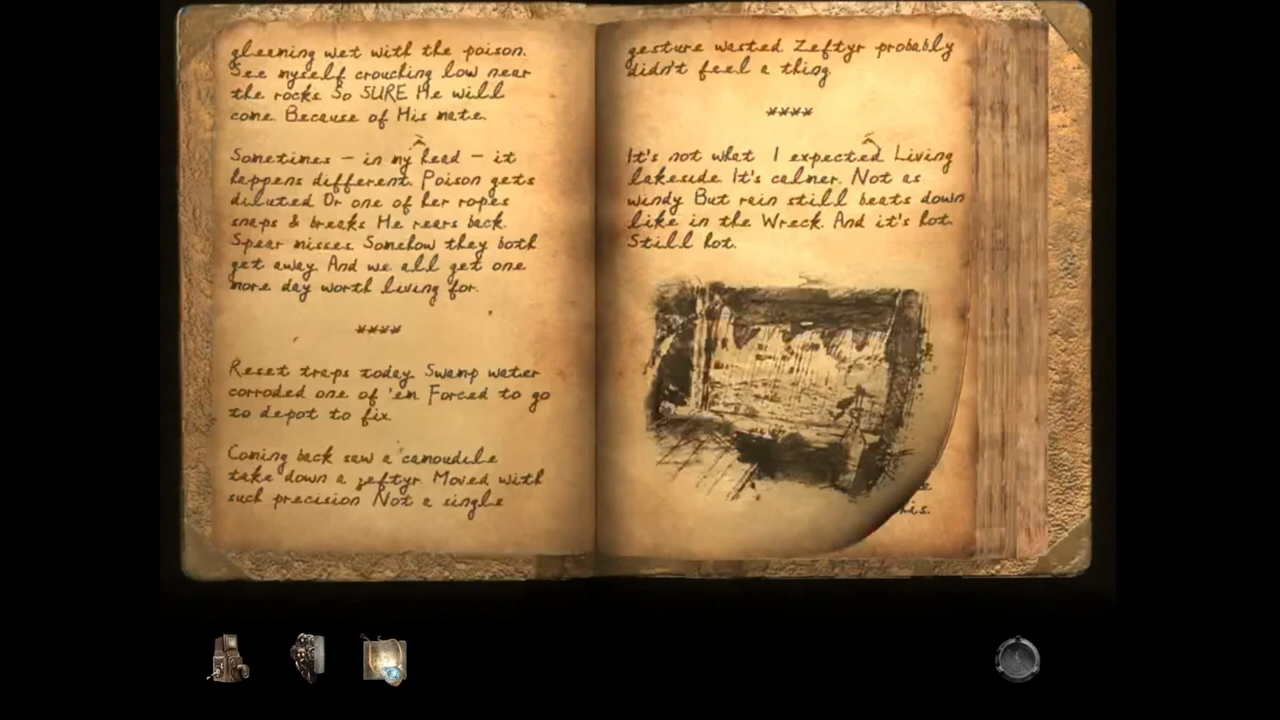 gleaming wet with the poison.
See myself crouching low near
the rocks So SURE He will
come. Because of His mate.
Sometimes - in my head - it
happens different. Poison gets
diluted Or one of her ropes
snaps & breaks He rears back.
Spear misses Somehow they both
get away And we all get one
more day worth living for.
****
Reset traps today. Swamp water
corroded one of 'em Forced to go
to depot to fix.
Coming back saw a camoudile
take down a zeftyr. Moved with
such precision Not a single
gesture wasted Zeftyr probably
didn't feel a thing
****
It's not what I expected Living
lakeside. It's calmer. Not as
windy But rain still beats down
like in the Wreck. And it's hot.
Still hot.
his.